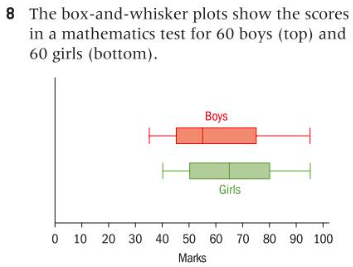 8 The box-and-whisker plots show the scores
in a mathematics test for 60 boys (top) and
60 girls (bottom).
Boys
Girls
0 10 20 30 40 50 60 70 80 90 100
Marks